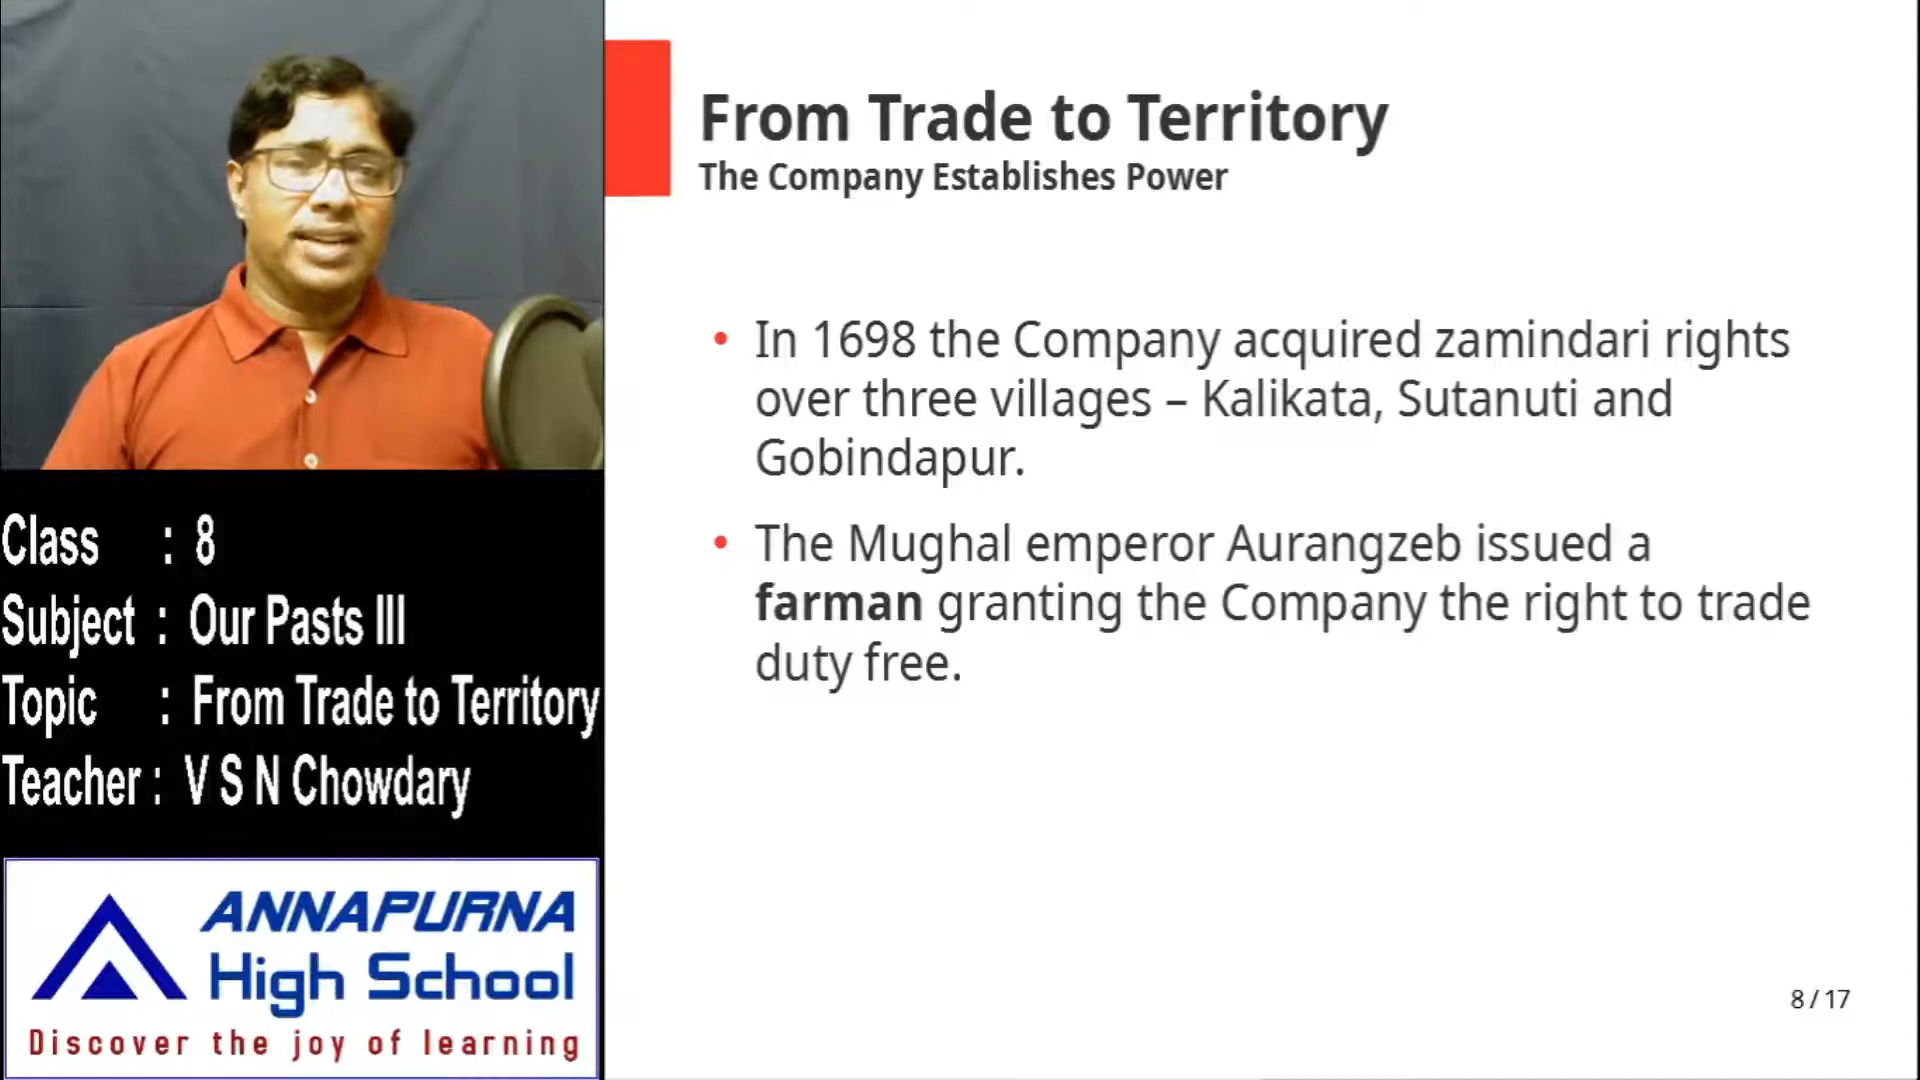 From Trade to Territory
The Company Establishes Power
• In 1698 the Company acquired zamindari rights
over three villages – Kalikata, Sutanuti and
Gobindapur.
• The Mughal emperor Aurangzeb issued a
farman granting the Company the right to trade
duty free.
8 / 17
Class : 8
Subject : Our Pasts III
Topic : From Trade to Territory
Teacher : V S N Chowdary
ANNAPURNA
High School
Discover the joy of learning